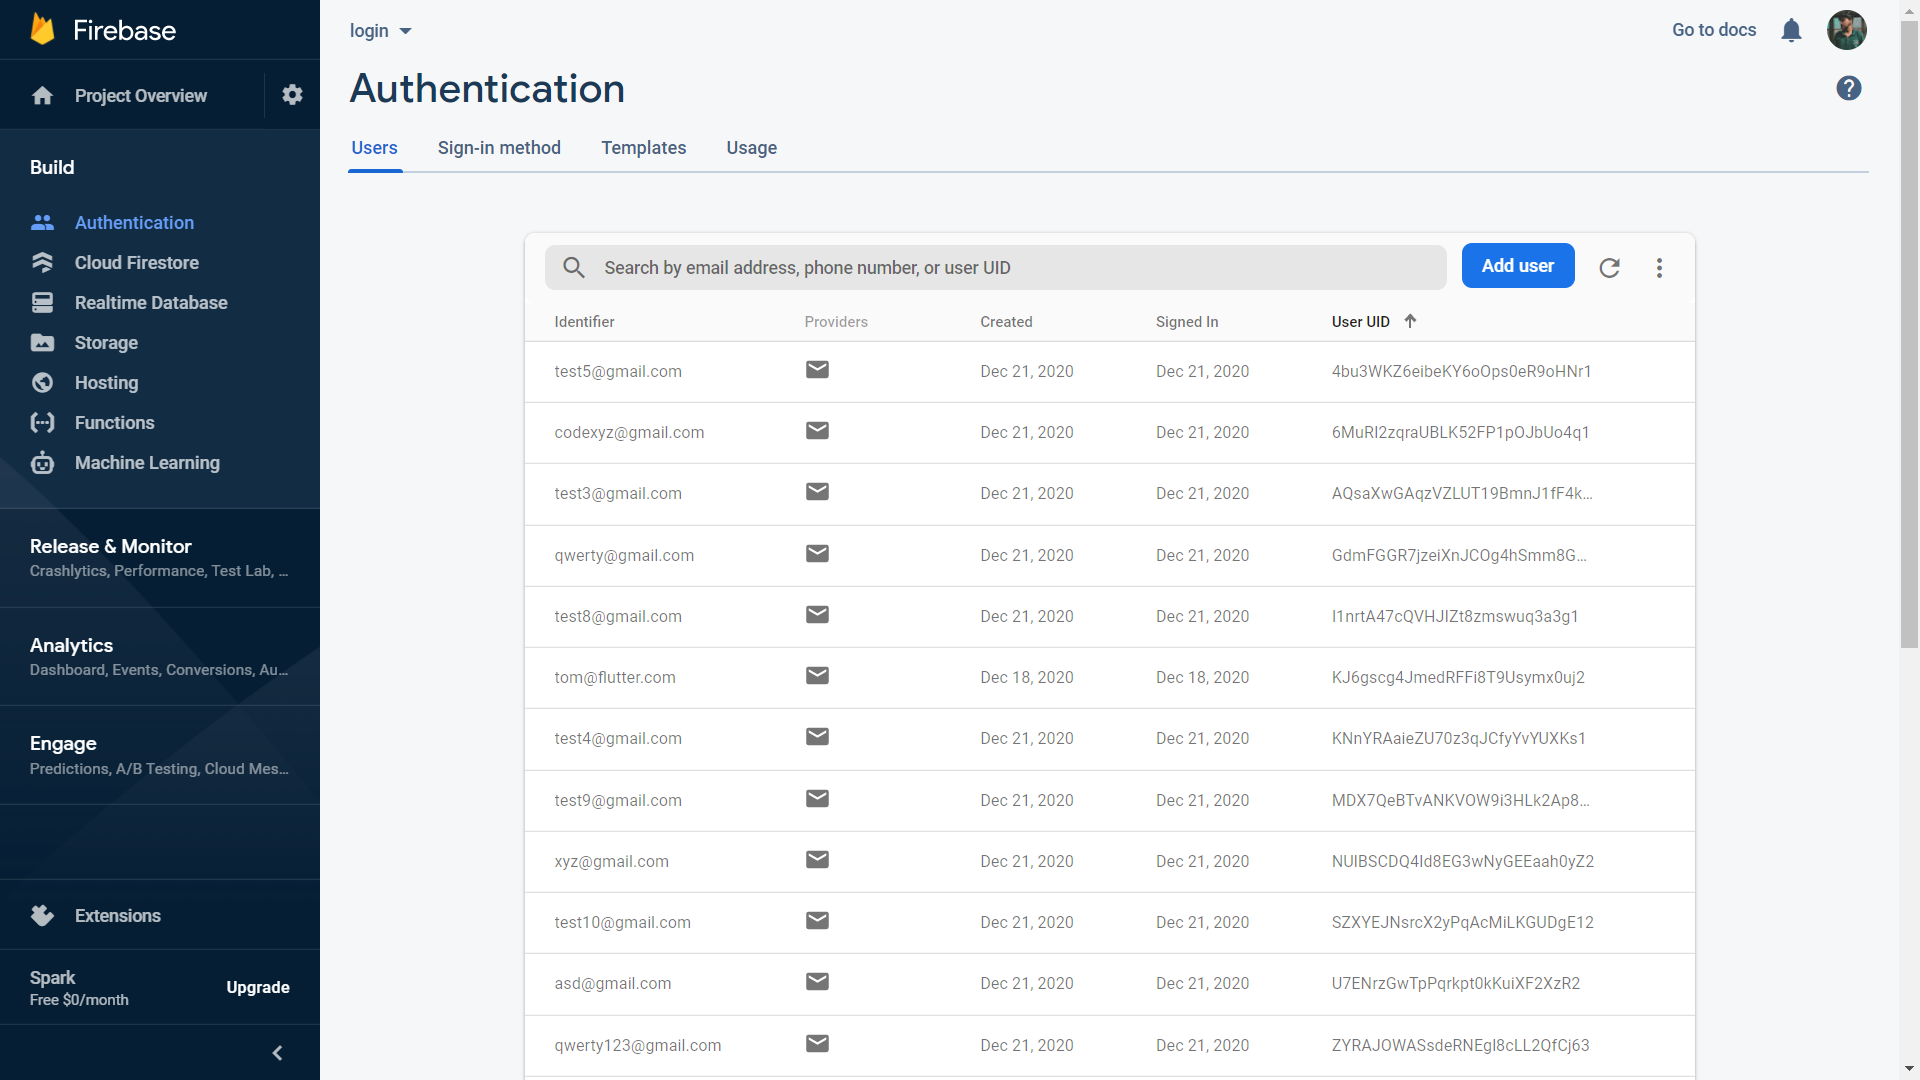 Firebase
Project Overview
Build
Authentication
Cloud Firestore
Realtime Database
Storage
Hosting
Functions
Machine Learning
Release & Monitor
Crashlytics, Performance, Test Lab, ...
Analytics
Dashboard, Events, Conversions, Au...
Engage
Predictions, A/B Testing, Cloud Mes...
Extensions
Spark
Free $0/month
Upgrade
login
Go to docs
Authentication
Users Sign-in method Templates Usage
Search by email address, phone number, or user UID
Add user
Identifier Providers Created Signed In User UID
test5@gmail.com Dec 21, 2020 Dec 21, 2020 4bu3WKZ6eibeKY6oOps0eR9oHNr1
codexyz@gmail.com Dec 21, 2020 Dec 21, 2020 6MuRI2zqraUBLK52FP1pOJbUo4q1
test3@gmail.com Dec 21, 2020 Dec 21, 2020 AQsaXwGAqzVZLUT19BmnJ1fF4k...
qwerty@gmail.com Dec 21, 2020 Dec 21, 2020 GdmFGGR7jzeiXnJCOg4hSmm8G...
test8@gmail.com Dec 21, 2020 Dec 21, 2020 I1nrtA47cQVHJIZt8zmswuq3a3g1
tom@flutter.com Dec 18, 2020 Dec 18, 2020 KJ6gscg4JmedRFFi8T9Usymx0uj2
test4@gmail.com Dec 21, 2020 Dec 21, 2020 KNnYRAaieZU70z3qJCfyYvYUXKs1
test9@gmail.com Dec 21, 2020 Dec 21, 2020 MDX7QeBTvANKVOW9i3HLk2Ap8...
xyz@gmail.com Dec 21, 2020 Dec 21, 2020 NUIBSCDQ4Id8EG3wNyGEEaah0yZ2
test10@gmail.com Dec 21, 2020 Dec 21, 2020 SZXYEJNsrcX2yPqAcMiLKGUDgE12
asd@gmail.com Dec 21, 2020 Dec 21, 2020 U7ENrzGwTpPqrkpt0kKuiXF2XzR2
qwerty123@gmail.com Dec 21, 2020 Dec 21, 2020 ZYRAJOWASsdeRNEgl8cLL2QfCj63